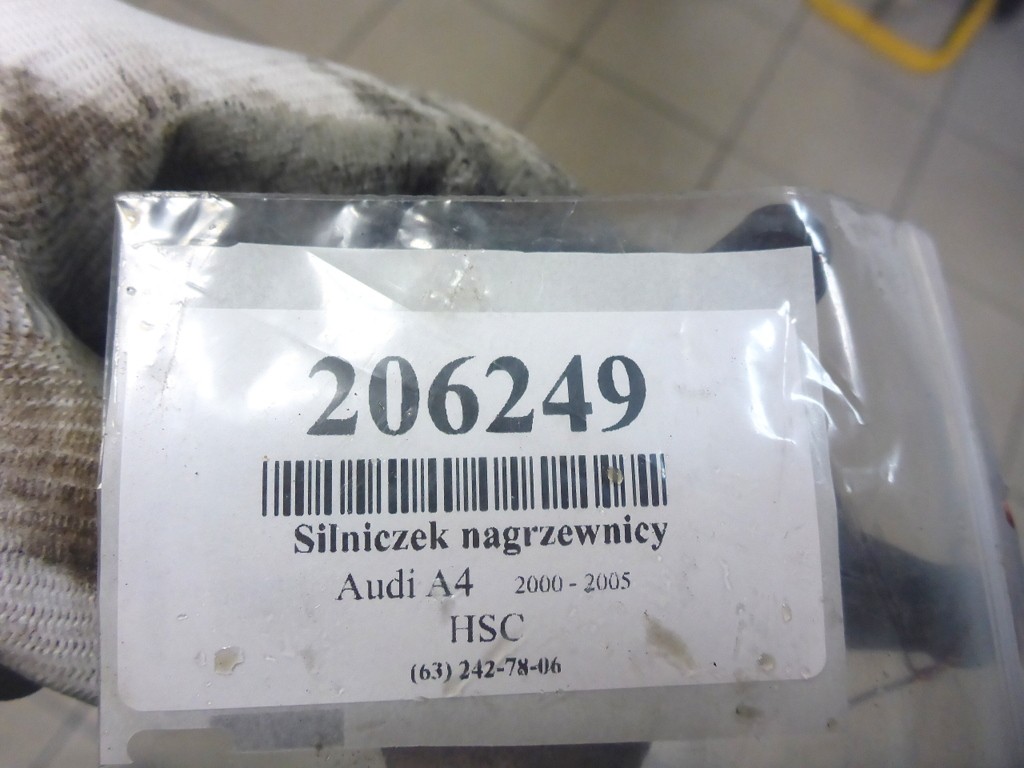 206249
Silniczek nagrzewnicy
Audi A4 2000 - 2005
HSC
(63) 242-78-06